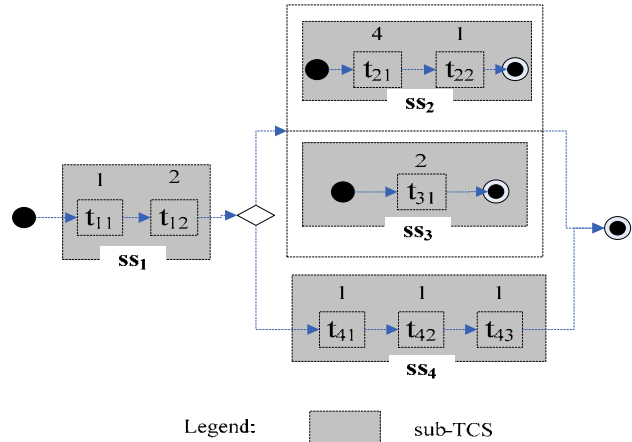 4 1
t21 t22
ss2
1 2
t11 t12
ss1
2
t31
ss3
1 1 1
t41 t42 t43
ss4
Legend: sub-TCS